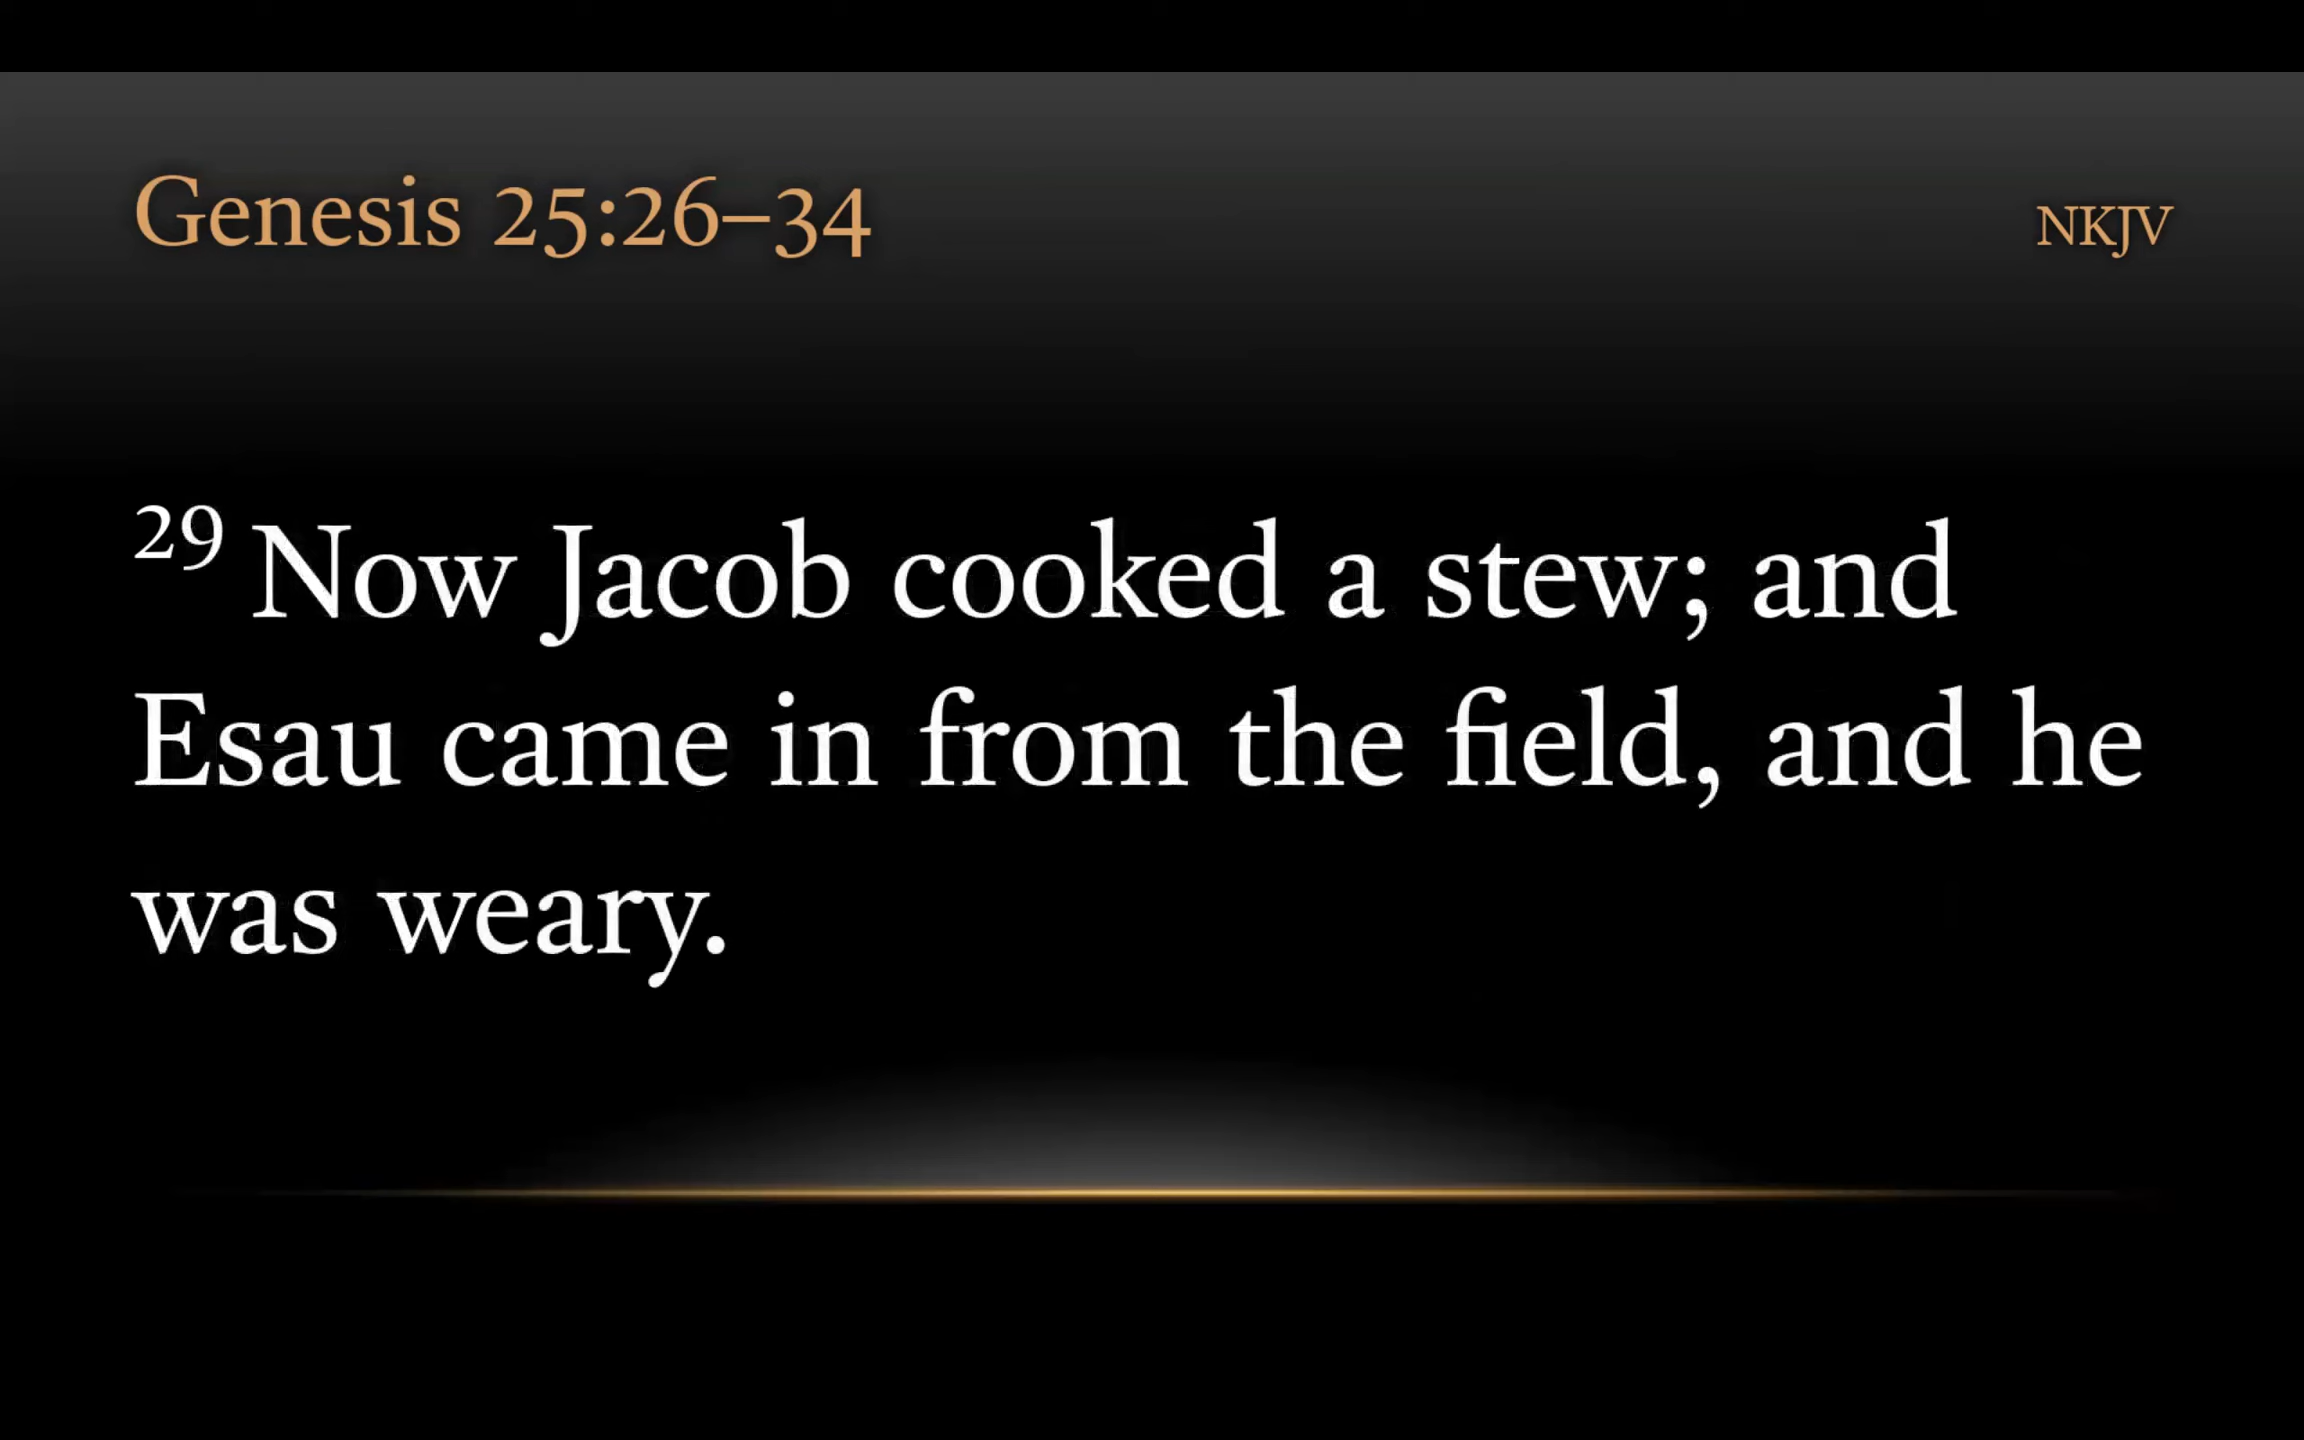 Genesis 25:26–34
NKJV
29 Now Jacob cooked a stew; and
Esau came in from the field, and he
was weary.